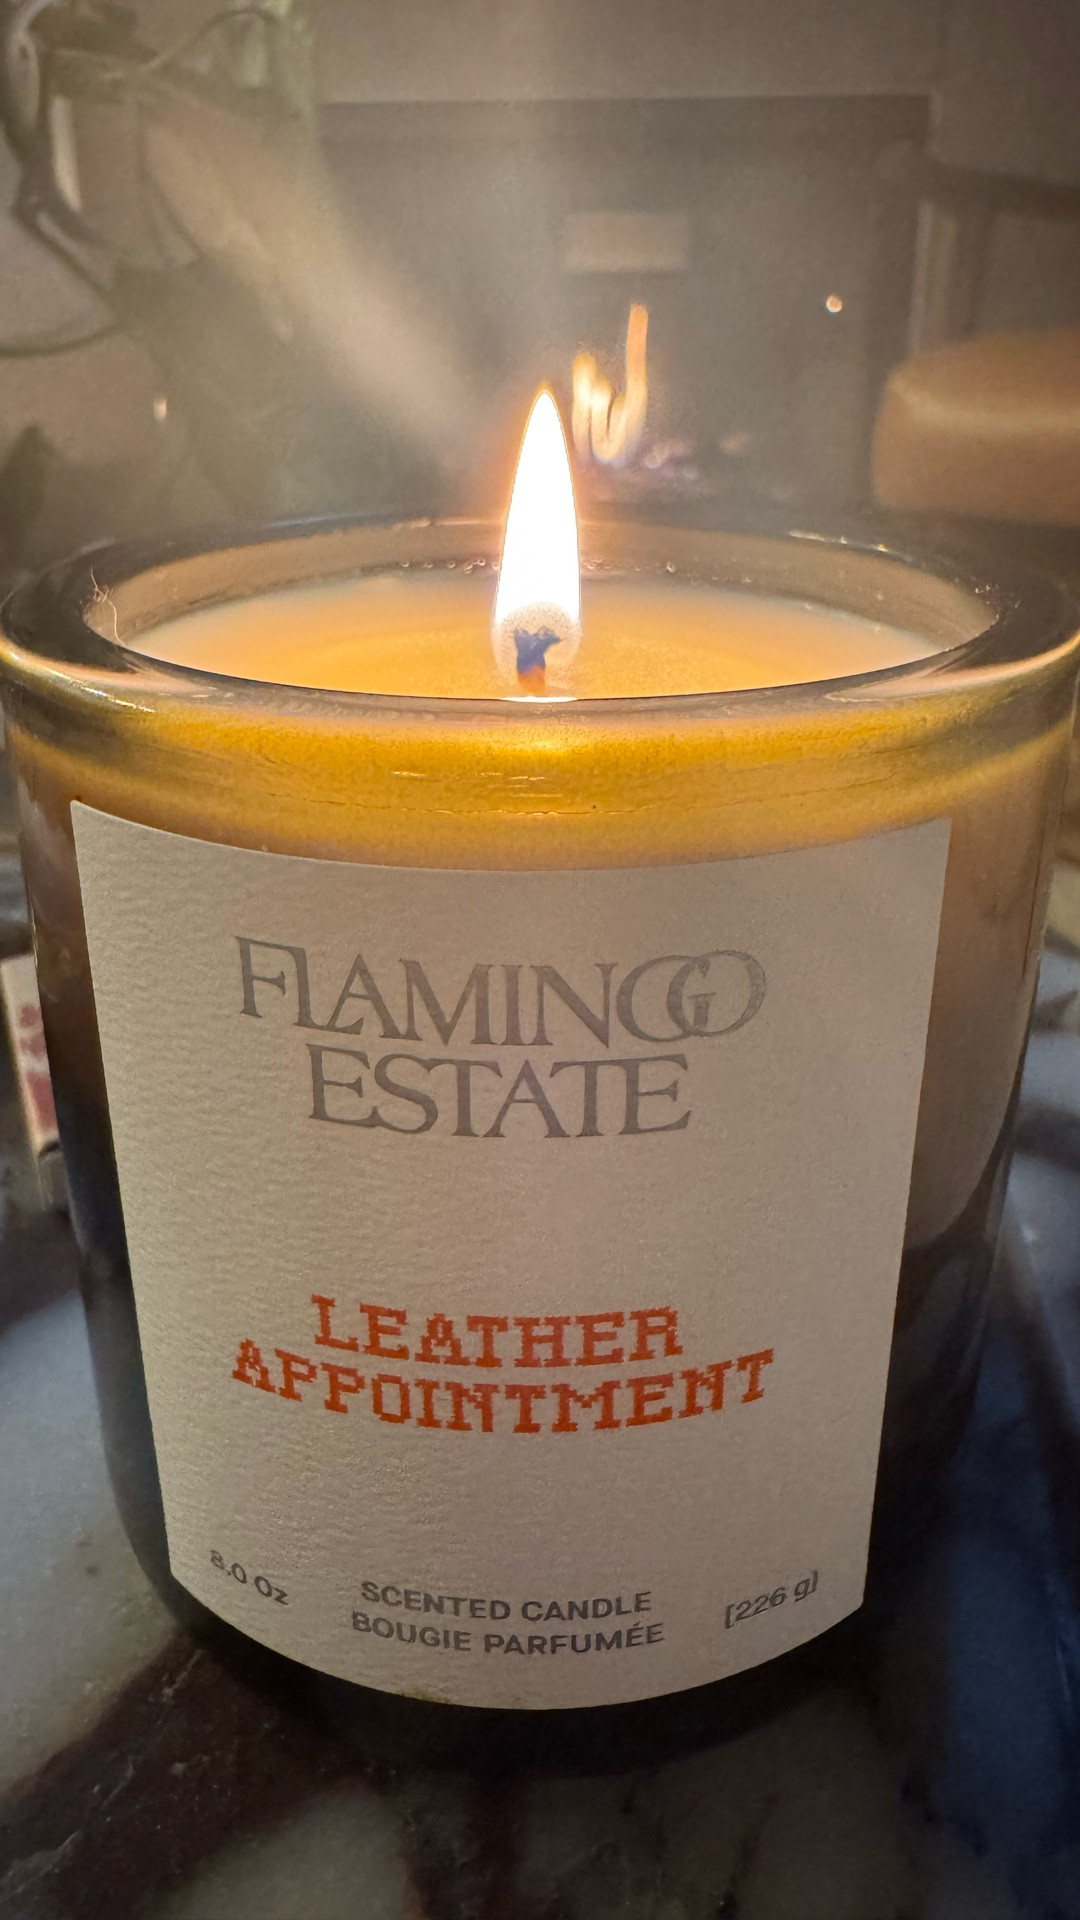 FLAMINGO
ESTATE
LEATHER
APPOINTMENT
8.0 Oz
SCENTED CANDLE
BOUGIE PARFUMÉE
[226 g]